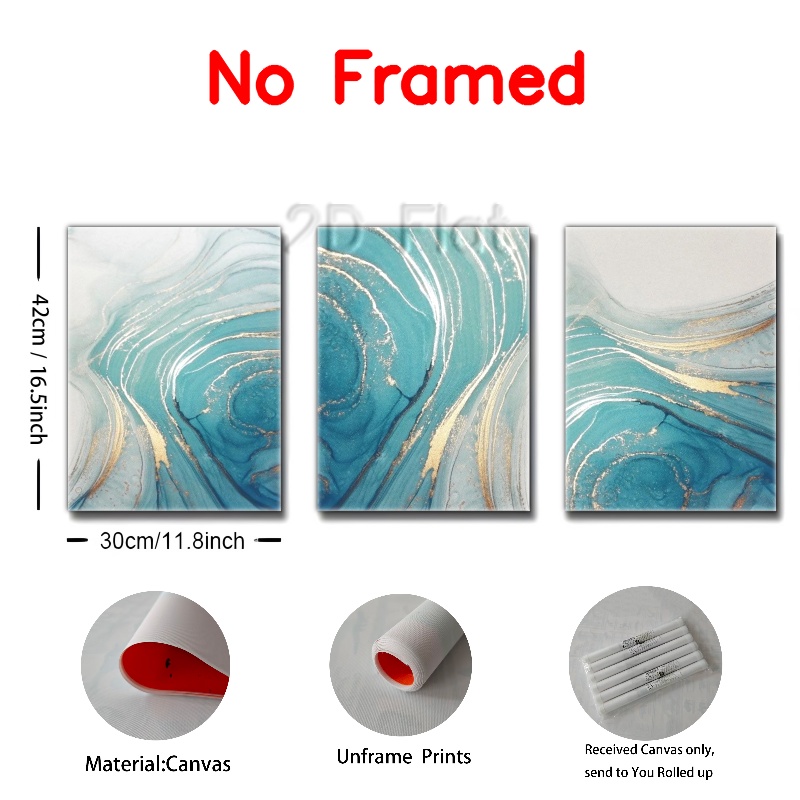 No Framed
2D Flat
42cm / 16.5inch
30cm/11.8inch
Material:Canvas
Unframe Prints
Received Canvas only,
send to You Rolled up